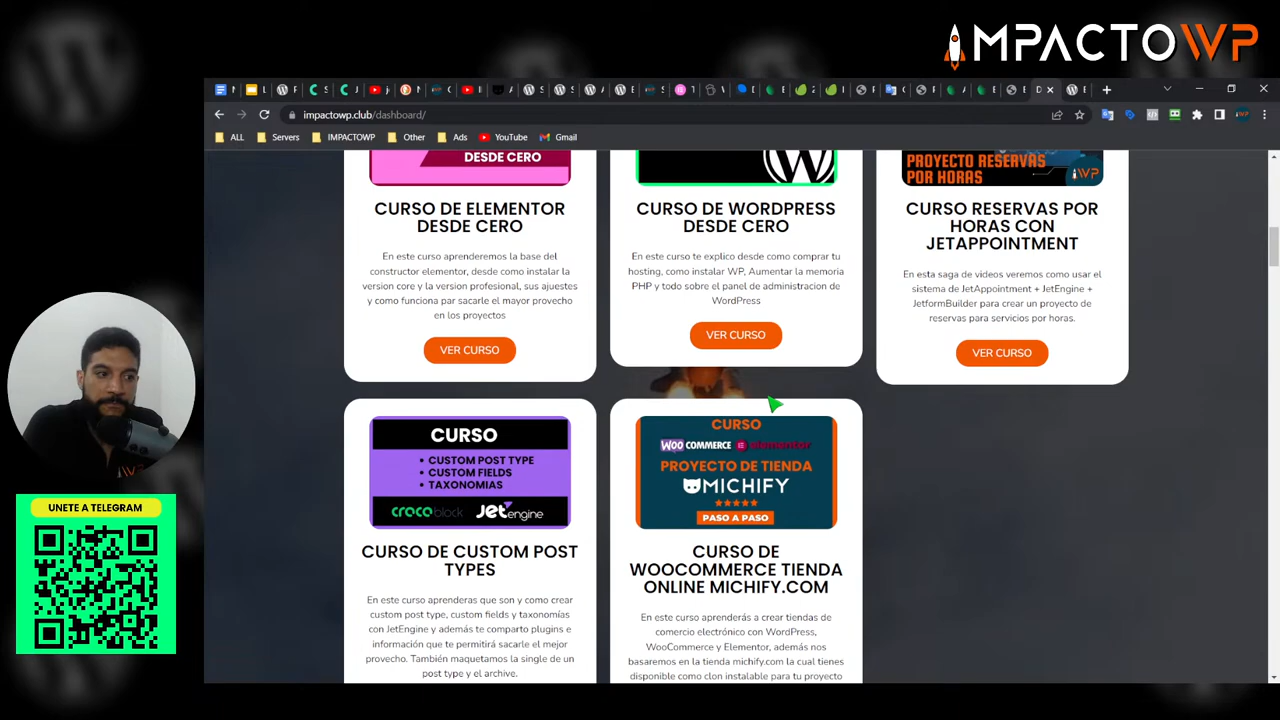 MPACTOWP
impactowp.club/dashboard/
ALL
Servers
IMPACTOWP
Other
Ads
YouTube
Gmail
DESDE CERO
PROYECTO RESERVAS
POR HORAS
WP
CURSO DE ELEMENTOR
DESDE CERO
En este curso aprenderemos la base del
constructor elementor, desde como instalar la
version core y la version profesional, sus ajustes
y como funciona par sacarle el mayor provecho
en los proyectos
VER CURSO
CURSO DE WORDPRESS
DESDE CERO
En este curso te explico desde como comprar tu
hosting, como instalar WP, Aumentar la memoria
PHP y todo sobre el panel de administracion de
WordPress
VER CURSO
CURSO RESERVAS POR
HORAS CON
JETAPPOINTMENT
En esta saga de videos veremos como usar el
sistema de JetAppointment + JetEngine +
JetformBuilder para crear un proyecto de
reservas para servicios por horas.
VER CURSO
CURSO
• CUSTOM POST TYPE
• CUSTOM FIELDS
• TAXONOMIAS
crocoblock
Jetengine
CURSO DE CUSTOM POST
TYPES
En este curso aprenderas que son y como crear
custom post type, custom fields y taxonomías
con JetEngine y además te comparto plugins e
información que te permitirá sacarle el mejor
provecho. También maquetamos la single de un
post type y el archive.
CURSO
WOO COMMERCE elementor
PROYECTO DE TIENDA
MICHIFY
PASO A PASO
CURSO DE
WOOCOMMERCE TIENDA
ONLINE MICHIFY.COM
En este curso aprenderás a crear tiendas de
comercio electrónico con WordPress,
WooCommerce y Elementor, además nos
basaremos en la tienda michify.com la cual tienes
disponible como clon instalable para tu proyecto
UNETE A TELEGRAM